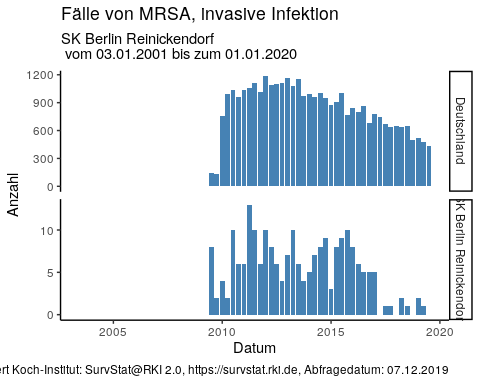 Fälle von MRSA, invasive Infektion
SK Berlin Reinickendorf
vom 03.01.2001 bis zum 01.01.2020
Anzahl
1200
900
600
300
0
Deutschland
10
5
0
SK Berlin Reinickendorf
2005
2010
2015
2020
Datum
ert Koch-Institut: SurvStat@RKI 2.0, https://survstat.rki.de, Abfragedatum: 07.12.2019